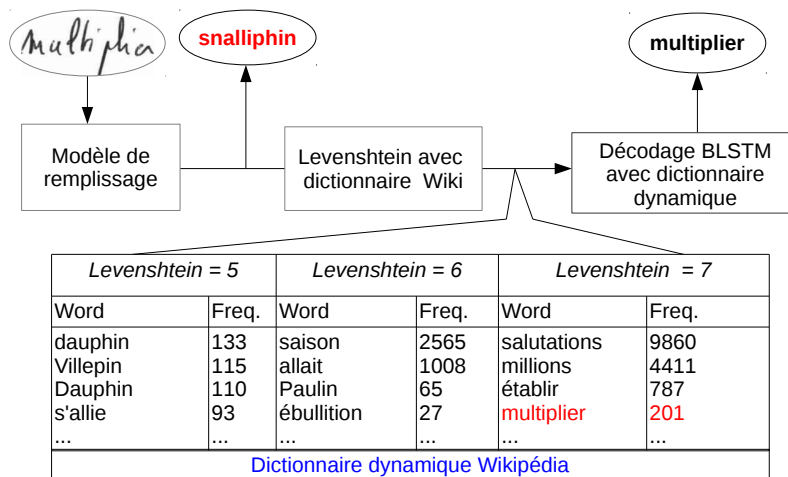 multiplier
snalliphin
multiplier
Modèle de
remplissage
Levenshtein avec
dictionnaire Wiki
Décodage BLSTM
avec dictionnaire
dynamique
Levenshtein = 5 Levenshtein = 6 Levenshtein = 7
Word Freq. Word Freq. Word Freq.
dauphin 133 saison 2565 salutations 9860
Villepin 115 allait 1008 millions 4411
Dauphin 110 Paulin 65 établir 787
s'allie 93 ébullition 27 multiplier 201
... ... ... ... ... ...
Dictionnaire dynamique Wikipédia